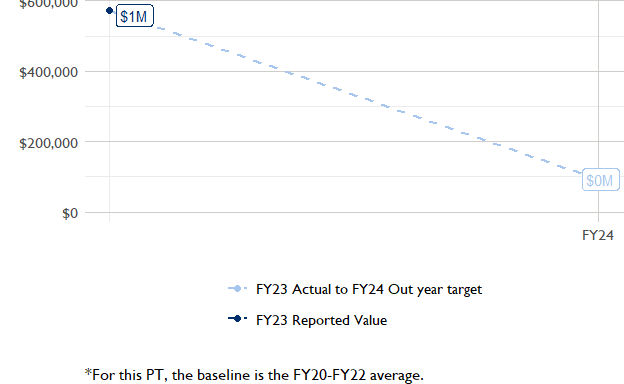 $600,000
$1M
$400,000
$200,000
$0M
$0
FY24
FY23 Actual to FY24 Out year target
FY23 Reported Value
*For this PT, the baseline is the FY20-FY22 average.